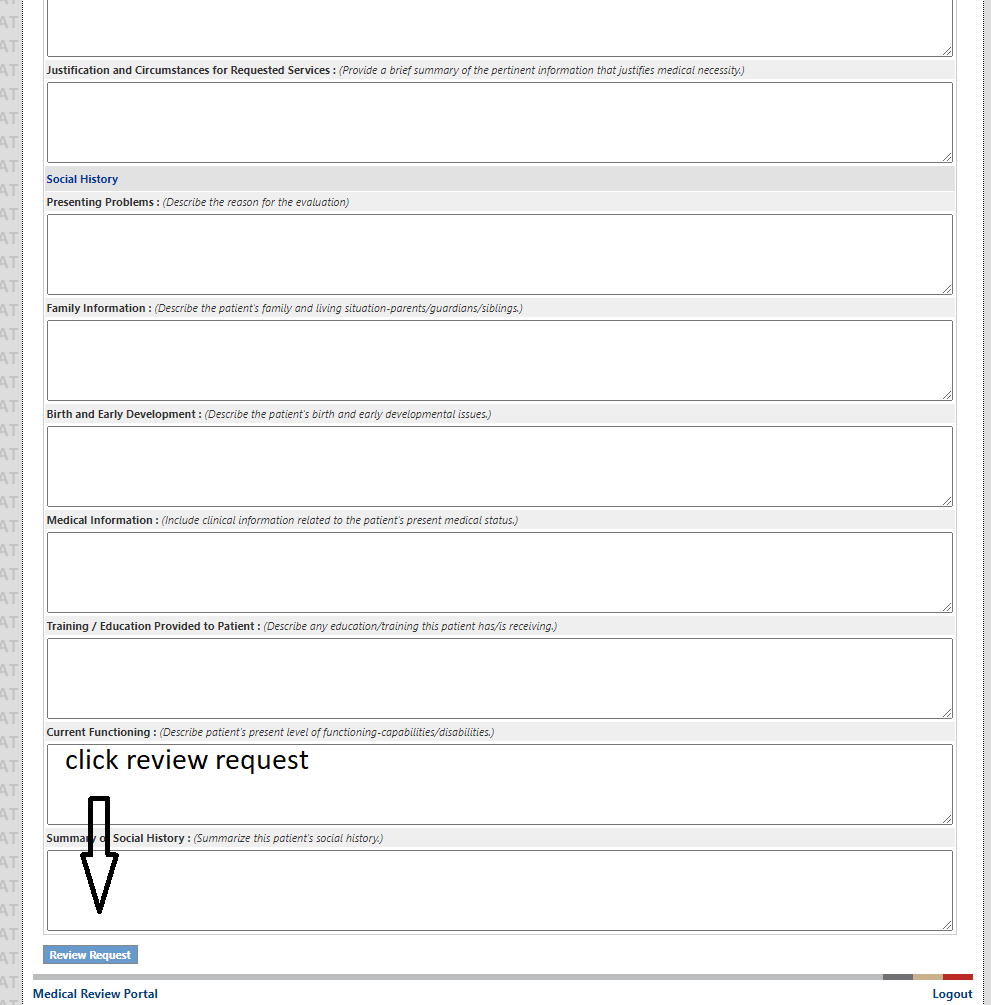 Justification and Circumstances for Requested Services : (Provide a brief summary of the pertinent information that justifies medical necessity.)
Social History
Presenting Problems : (Describe the reason for the evaluation)
Family Information : (Describe the patient's family and living situation-parents/guardians/siblings.)
Birth and Early Development : (Describe the patient's birth and early developmental issues.)
Medical Information : (Include clinical information related to the patient's present medical status.)
Training / Education Provided to Patient : (Describe any education/training this patient has/is receiving.)
Current Functioning : (Describe patient's present level of functioning-capabilities/disabilities.)
click review request
Summary of Social History : (Summarize this patient's social history.)
Review Request
Medical Review Portal Logout